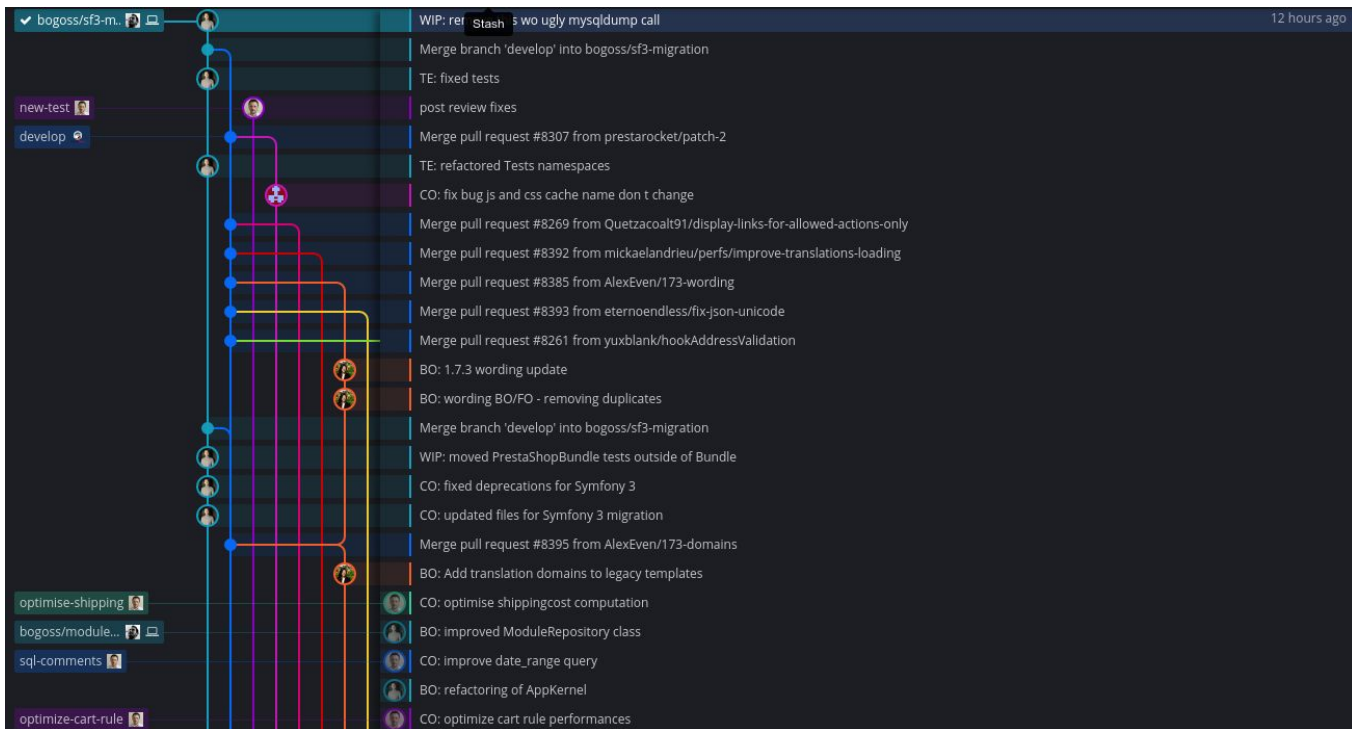 bogoss/sf3-m.. WIP: rem s wo ugly mysqldump call 12 hours ago
Stash
Merge branch 'develop' into bogoss/sf3-migration
TE: fixed tests
new-test post review fixes
develop Merge pull request #8307 from prestarocket/patch-2
TE: refactored Tests namespaces
CO: fix bug js and css cache name don t change
Merge pull request #8269 from Quetzacoalt91/display-links-for-allowed-actions-only
Merge pull request #8392 from mickaelandrieu/perfs/improve-translations-loading
Merge pull request #8385 from AlexEven/173-wording
Merge pull request #8393 from eternoendless/fix-json-unicode
Merge pull request #8261 from yuxblank/hookAddressValidation
BO: 1.7.3 wording update
BO: wording BO/FO - removing duplicates
Merge branch 'develop' into bogoss/sf3-migration
WIP: moved PrestaShopBundle tests outside of Bundle
CO: fixed deprecations for Symfony 3
CO: updated files for Symfony 3 migration
Merge pull request #8395 from AlexEven/173-domains
BO: Add translation domains to legacy templates
optimise-shipping CO: optimise shippingcost computation
bogoss/module... BO: improved ModuleRepository class
sql-comments CO: improve date_range query
BO: refactoring of AppKernel
optimize-cart-rule CO: optimize cart rule performances